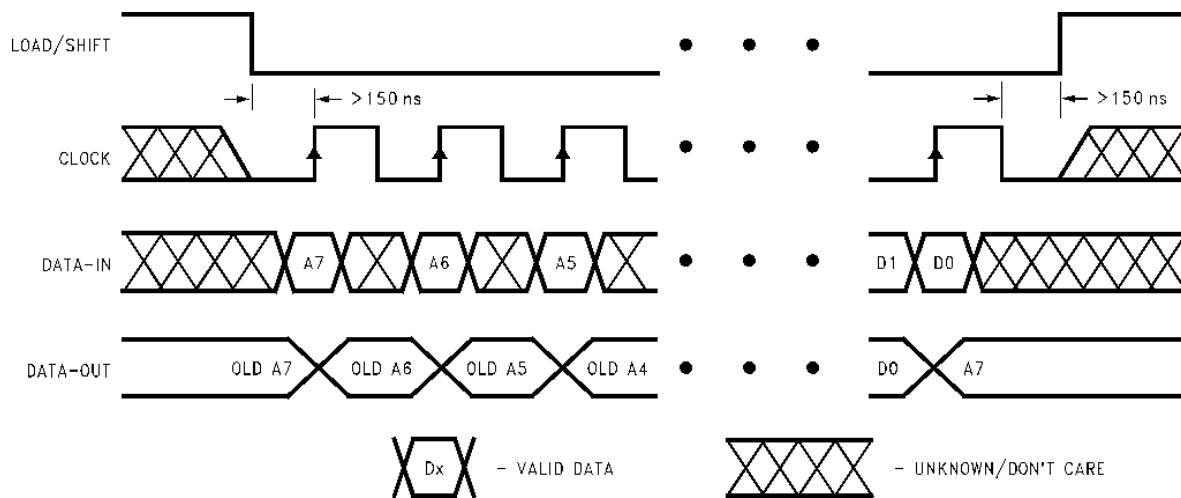 LOAD/SHIFT
>150 ns
>150 ns
CLOCK
DATA-IN
A7
A6
A5
D1
D0
DATA-OUT
OLD A7
OLD A6
OLD A5
OLD A4
D0
A7
Dx
- VALID DATA
- UNKNOWN/DON'T CARE